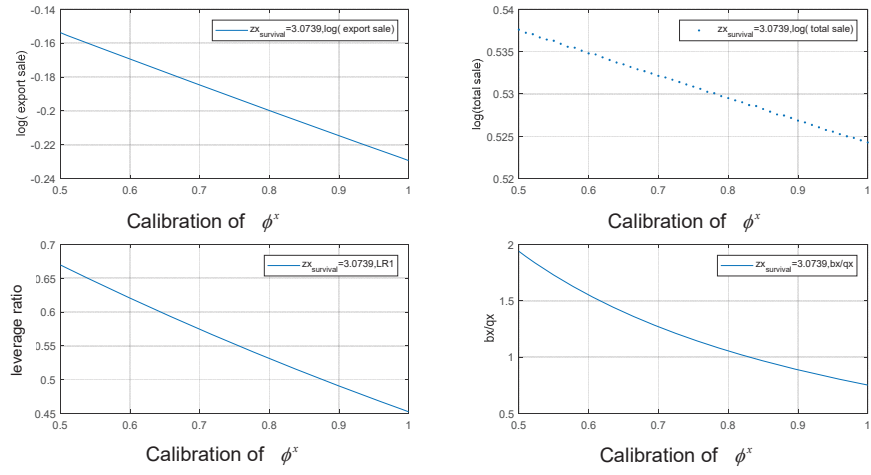 -0.14
-0.16
-0.18
-0.2
-0.22
-0.24
log( export sale)
zx_survival=3.0739,log( export sale)
0.5 0.6 0.7 0.8 0.9 1
Calibration of ϕ^x
0.54
0.535
0.53
0.525
0.52
log(total sale)
zx_survival=3.0739,log( total sale)
0.5 0.6 0.7 0.8 0.9 1
Calibration of ϕ^x
0.7
0.65
0.6
0.55
0.5
0.45
leverage ratio
zx_survival=3.0739,LR1
0.5 0.6 0.7 0.8 0.9 1
Calibration of ϕ^x
2
1.5
1
0.5
bx/qx
zx_survival=3.0739,bx/qx
0.5 0.6 0.7 0.8 0.9 1
Calibration of ϕ^x